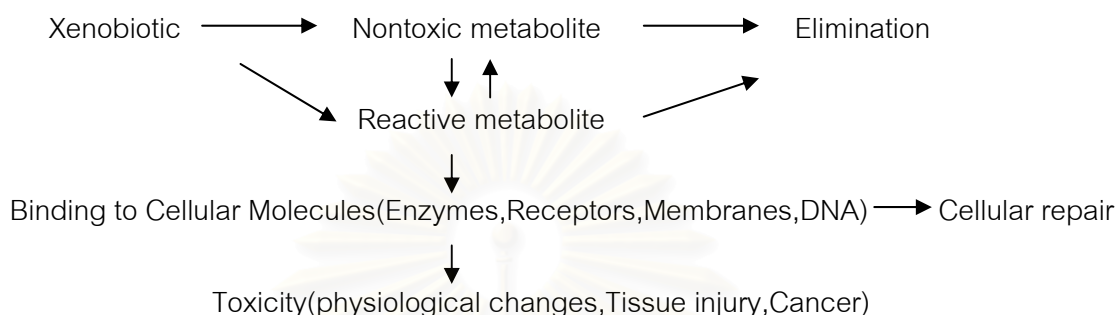 Xenobiotic Nontoxic metabolite Elimination
Reactive metabolite
Binding to Cellular Molecules(Enzymes,Receptors,Membranes,DNA) Cellular repair
Toxicity(physiological changes,Tissue injury,Cancer)